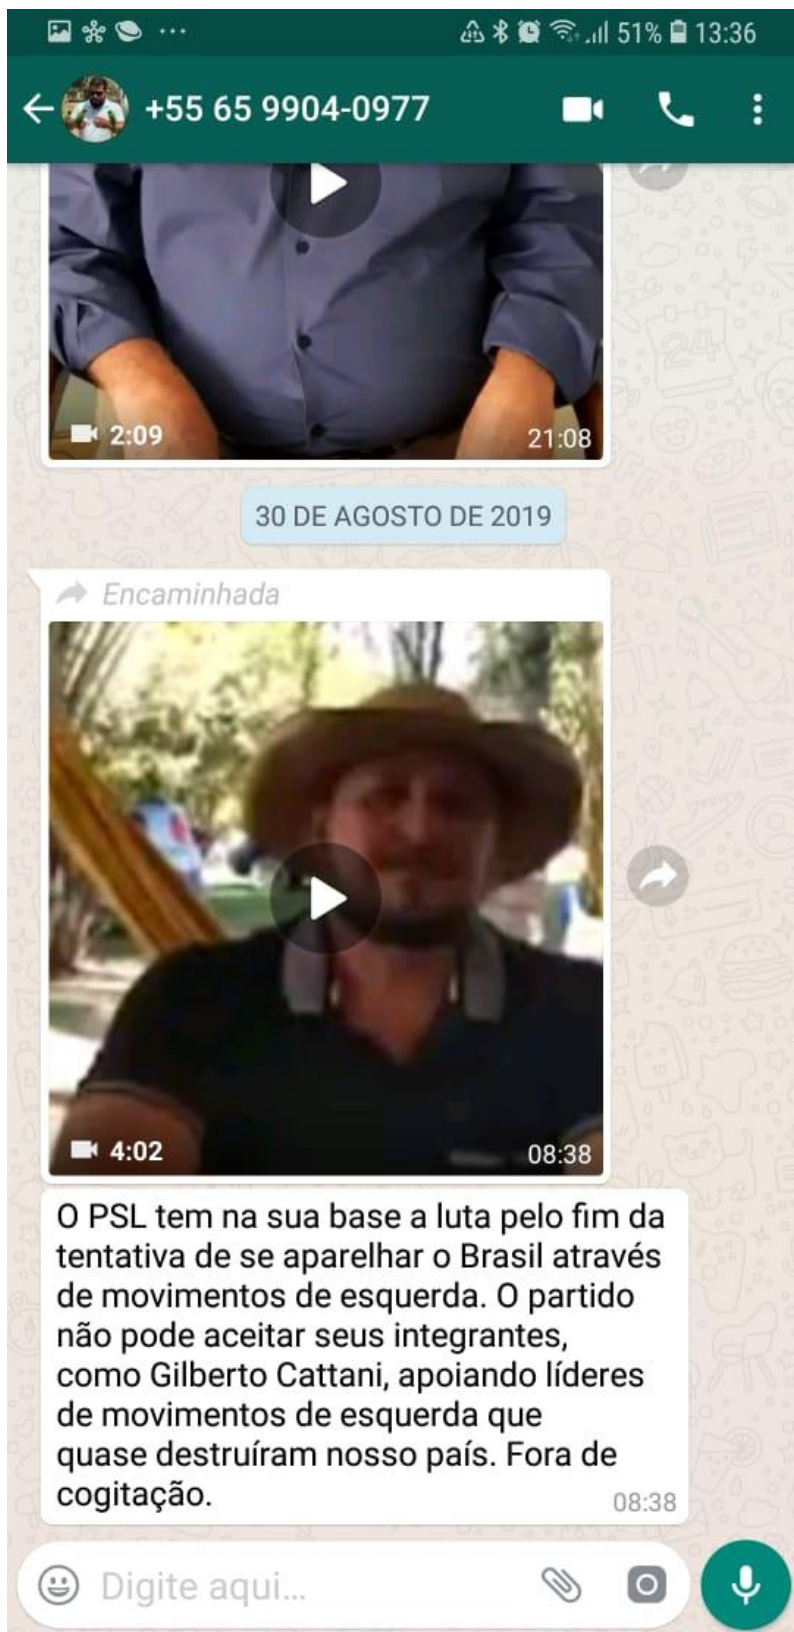 51% 13:36
+55 65 9904-0977
2:09
21:08
30 DE AGOSTO DE 2019
Encaminhada
4:02
08:38
O PSL tem na sua base a luta pelo fim da
tentativa de se aparelhar o Brasil através
de movimentos de esquerda. O partido
não pode aceitar seus integrantes,
como Gilberto Cattani, apoiando líderes
de movimentos de esquerda que
quase destruíram nosso país. Fora de
cogitação.
08:38
Digite aqui...